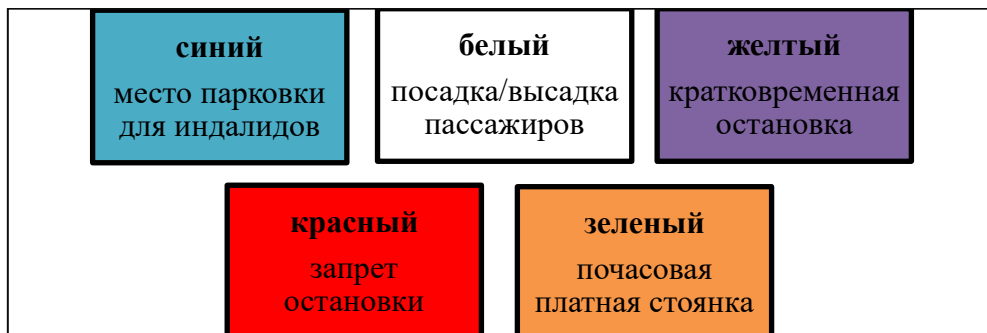 синий
место парковки
для индалидов
белый
посадка/высадка
пассажиров
желтый
кратковременная
остановка
красный
запрет
остановки
зеленый
почасовая
платная стоянка